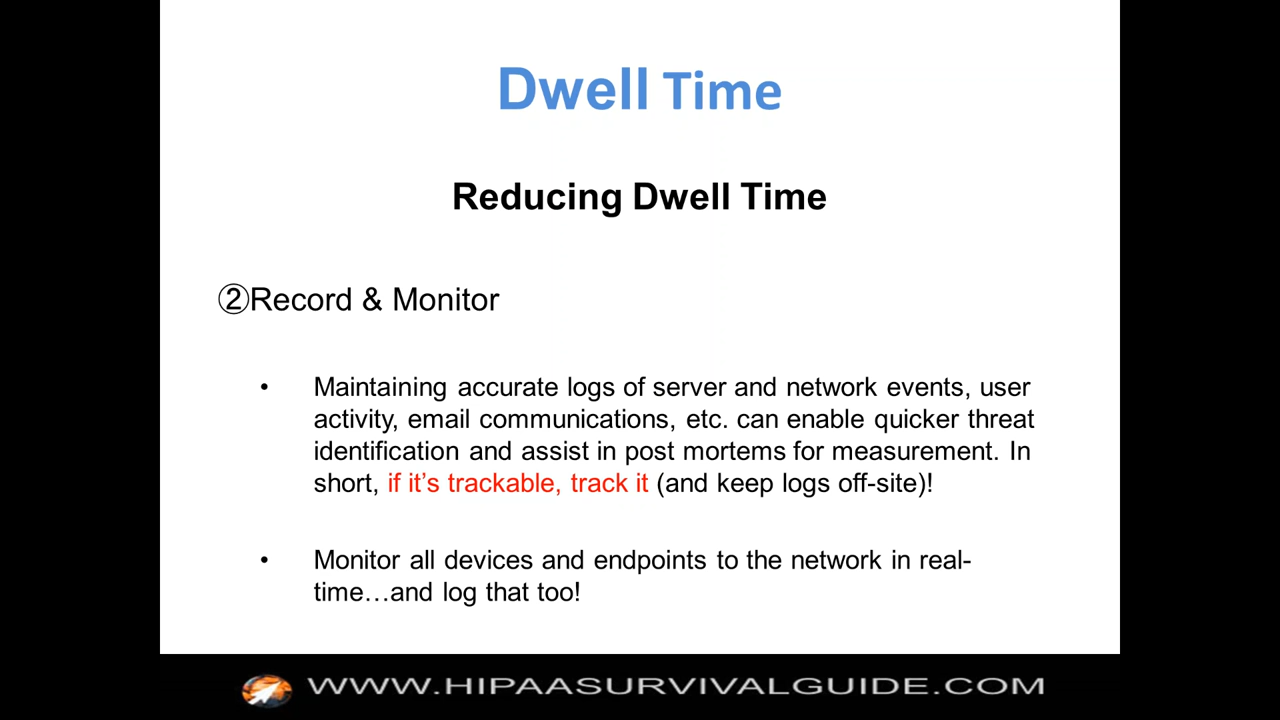 Dwell Time
Reducing Dwell Time
②Record & Monitor
• Maintaining accurate logs of server and network events, user
activity, email communications, etc. can enable quicker threat
identification and assist in post mortems for measurement. In
short, if it’s trackable, track it (and keep logs off-site)!
• Monitor all devices and endpoints to the network in real-
time…and log that too!
WWW.HIPAASURVIVALGUIDE.COM